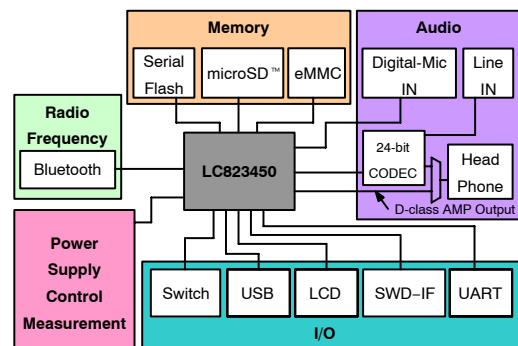 Memory
Serial
Flash
microSD™
eMMC
Audio
Digital-Mic
IN
Line
IN
24-bit
CODEC
Head
Phone
D-class AMP Output
Radio
Frequency
Bluetooth
LC823450
Power
Supply
Control
Measurement
Switch
USB
LCD
SWD-IF
UART
I/O